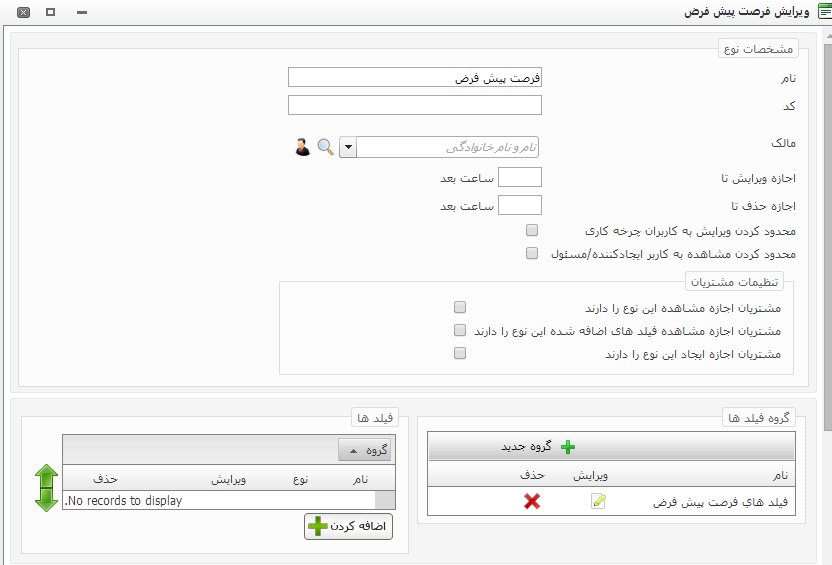 ویرایش فرصت پیش فرض
مشخصات نوع
نام
فرصت پیش فرض
کد
مالک
نام و نام خانوادگی
اجازه ویرایش تا
ساعت بعد
اجازه حذف تا
ساعت بعد
محدود کردن ویرایش به کاربران چرخه کاری
محدود کردن مشاهده به کاربر ایجادکننده/مسئول
تنظیمات مشتریان
مشتریان اجازه مشاهده این نوع را دارند
مشتریان اجازه مشاهده فیلد های اضافه شده این نوع را دارند
مشتریان اجازه ایجاد این نوع را دارند
گروه فیلد ها
گروه جدید
نام ویرایش حذف
فیلد هاي فرصت پیش فرض
فیلد ها
گروه
نام نوع ویرایش حذف
No records to display.
اضافه کردن